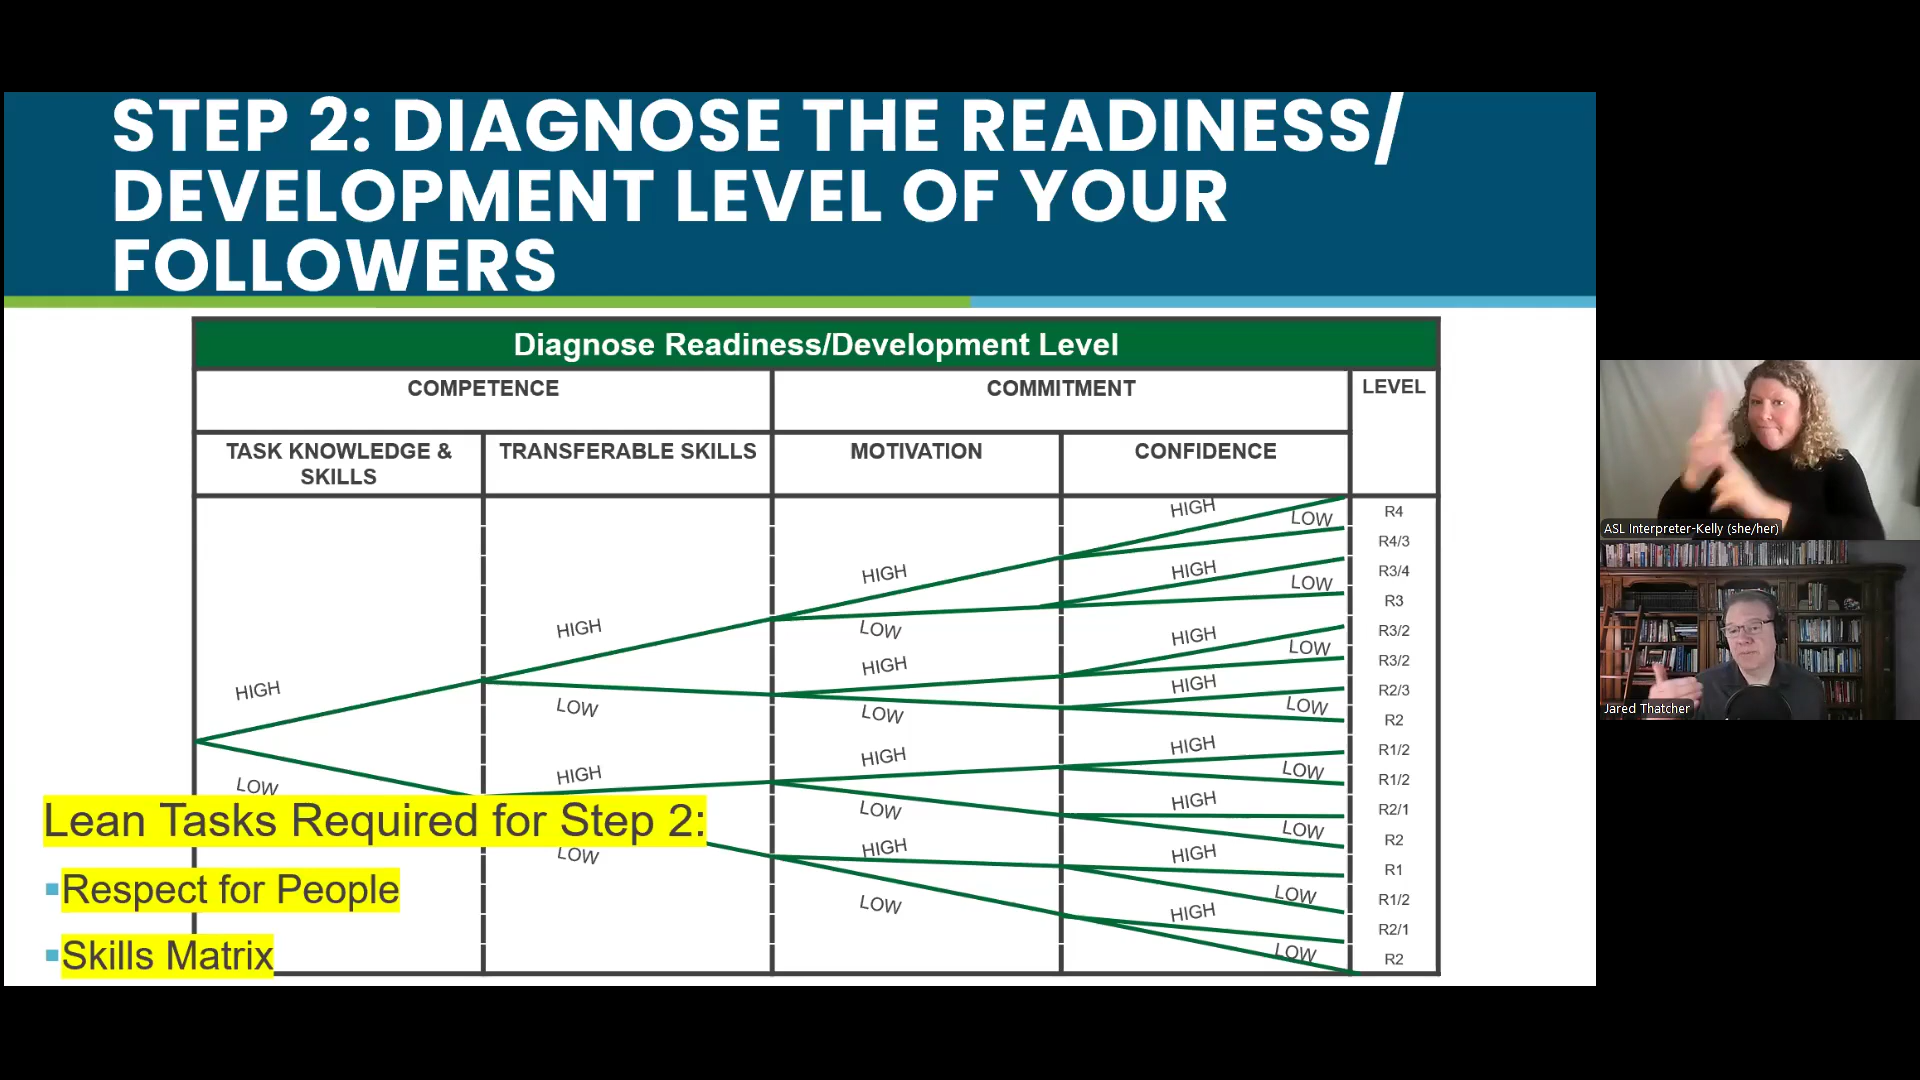 STEP 2: DIAGNOSE THE READINESS/
DEVELOPMENT LEVEL OF YOUR
FOLLOWERS
Diagnose Readiness/Development Level
COMPETENCE
COMMITMENT
LEVEL
TASK KNOWLEDGE &
SKILLS
TRANSFERABLE SKILLS
MOTIVATION
CONFIDENCE
HIGH
LOW
HIGH
LOW
HIGH
LOW
HIGH
LOW
HIGH
LOW
HIGH
LOW
HIGH
LOW
HIGH
LOW
HIGH
LOW
HIGH
LOW
HIGH
LOW
HIGH
LOW
HIGH
LOW
HIGH
LOW
HIGH
LOW
R4
R4/3
R3/4
R3
R3/2
R3/2
R2/3
R2
R1/2
R1/2
R2/1
R2
R1
R1/2
R2/1
R2
Lean Tasks Required for Step 2:
▪Respect for People
▪Skills Matrix
ASL Interpreter-Kelly (she/her)
Jared Thatcher